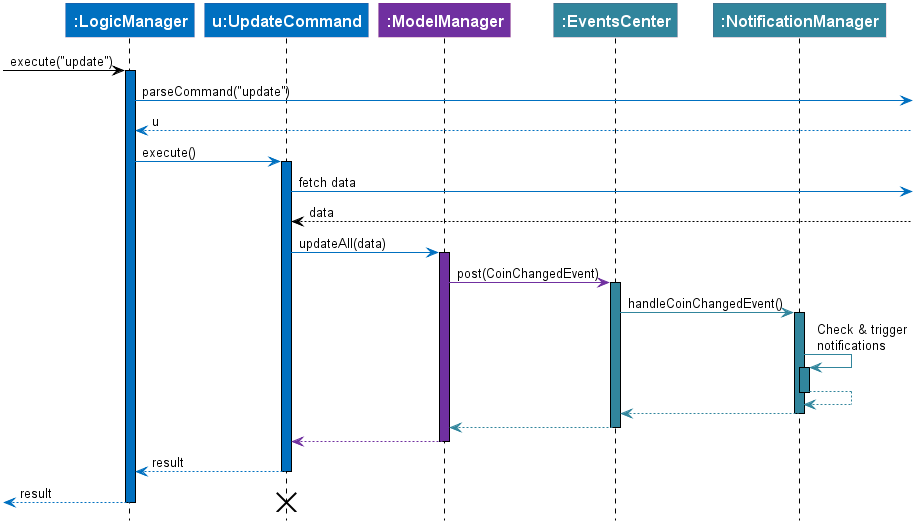 :LogicManager
u:UpdateCommand
:ModelManager
:EventsCenter
:NotificationManager
execute("update")
parseCommand("update")
u
execute()
fetch data
data
updateAll(data)
post(CoinChangedEvent)
handleCoinChangedEvent()
Check & trigger
notifications
result
result